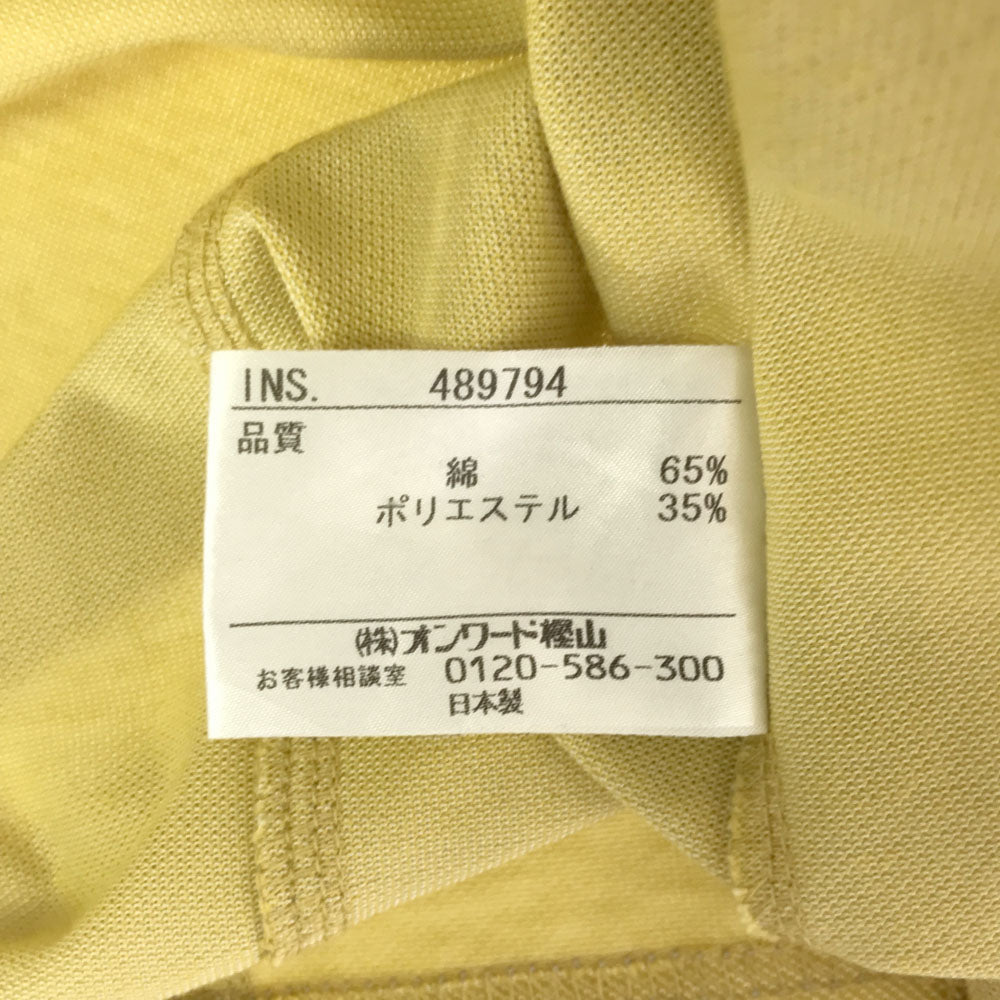 INS. 489794
品質
綿 65%
ポリエステル 35%
(株)オンワード樫山
お客様相談室 0120-586-300
日本製